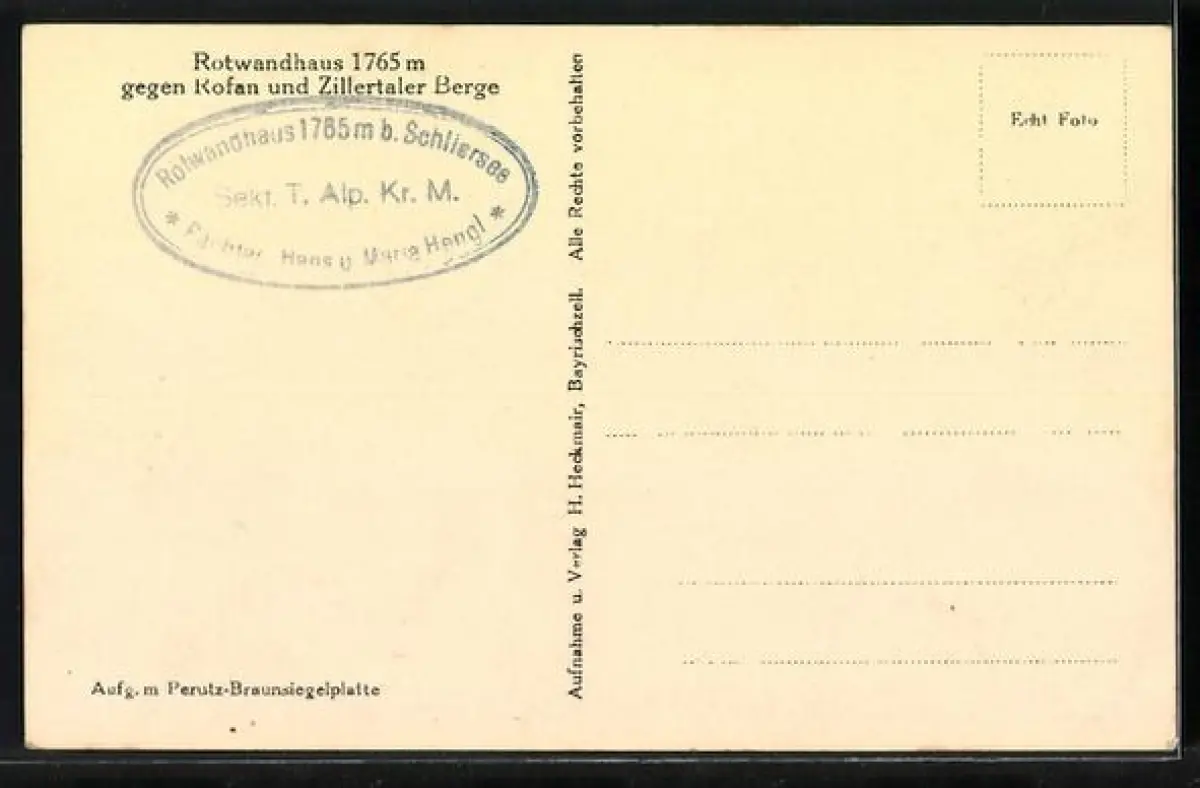 Rotwandhaus 1765 m
gegen Rofan und Zillertaler Berge
Rotwandhaus 1765 m b. Schliersee
Sekt. T. Alp. Kr. M.
* Pächter Hans u Maria Hengl *
Aufg. m Perutz-Braunsiegelplatte
Aufnahme u. Verlag H. Heckmair, Bayrischzell. Alle Rechte vorbehalten
Echt Foto